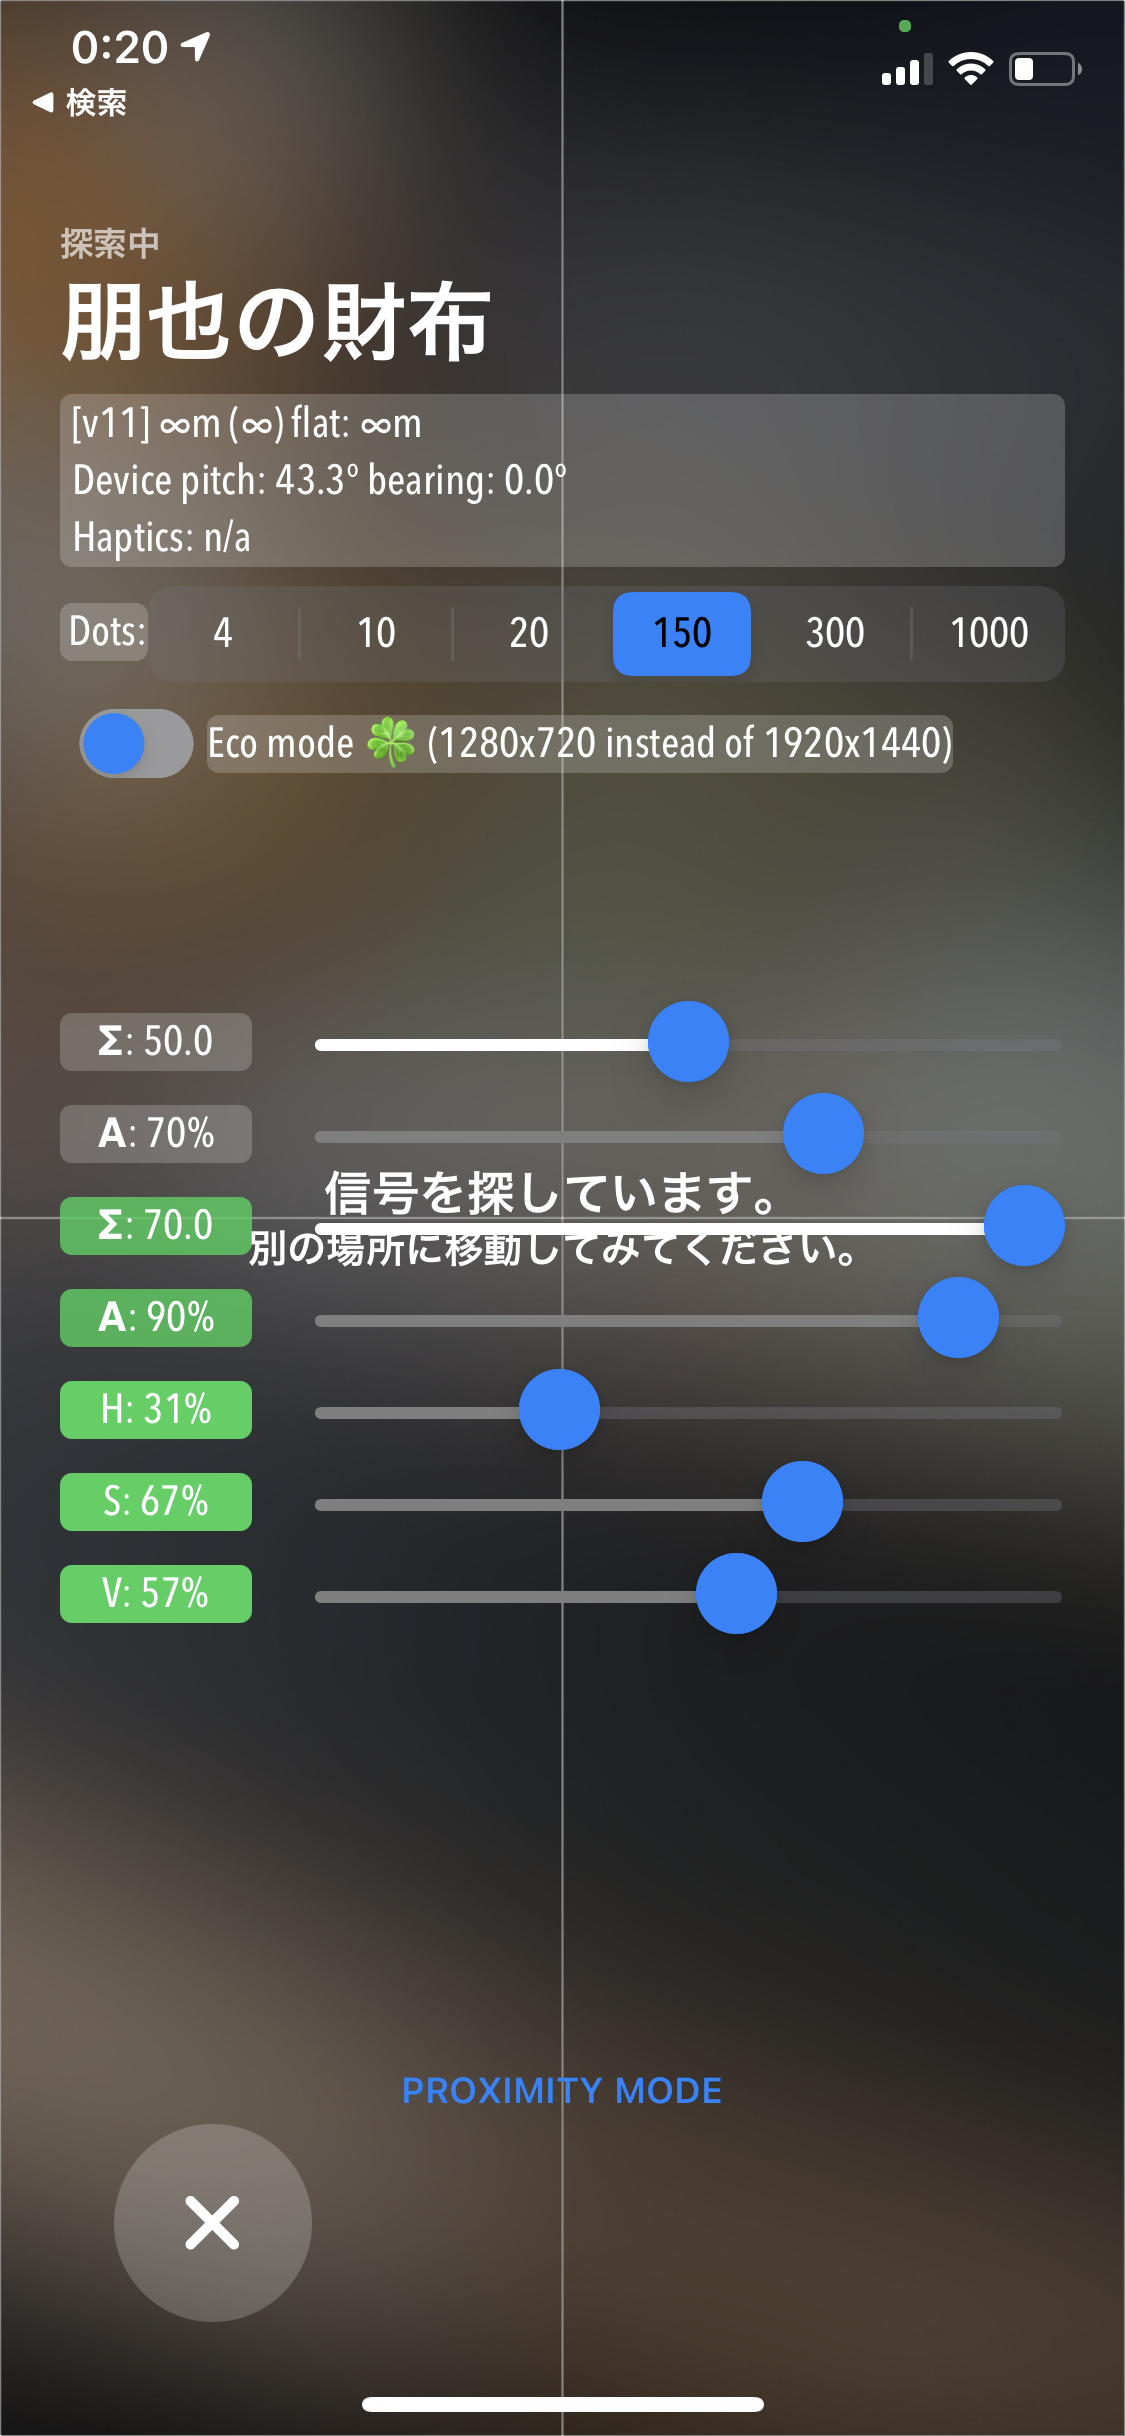 0:20
◀ 検索
探索中
朋也の財布
[v11] ∞m (∞) flat: ∞m
Device pitch: 43.3º bearing: 0.0º
Haptics: n/a
Dots: 4 10 20 150 300 1000
Eco mode 🍀 (1280x720 instead of 1920x1440)
Σ: 50.0
A: 70%
信号を探しています。
Σ: 70.0
別の場所に移動してみてください。
A: 90%
H: 31%
S: 67%
V: 57%
PROXIMITY MODE